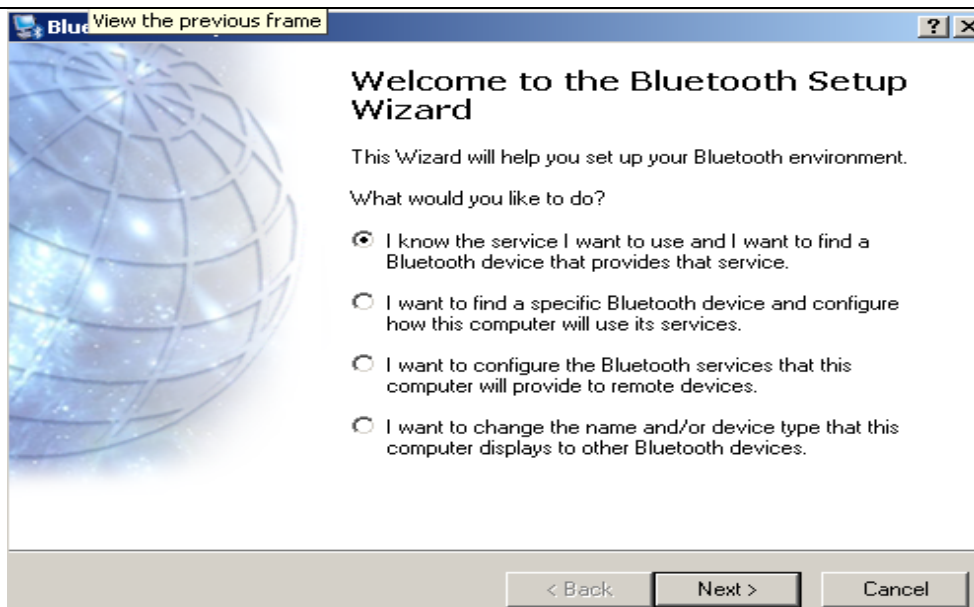 Blue
View the previous frame
?
Welcome to the Bluetooth Setup
Wizard
This Wizard will help you set up your Bluetooth environment.
What would you like to do?
I know the service I want to use and I want to find a
Bluetooth device that provides that service.
I want to find a specific Bluetooth device and configure
how this computer will use its services.
I want to configure the Bluetooth services that this
computer will provide to remote devices.
I want to change the name and/or device type that this
computer displays to other Bluetooth devices.
< Back
Next >
Cancel